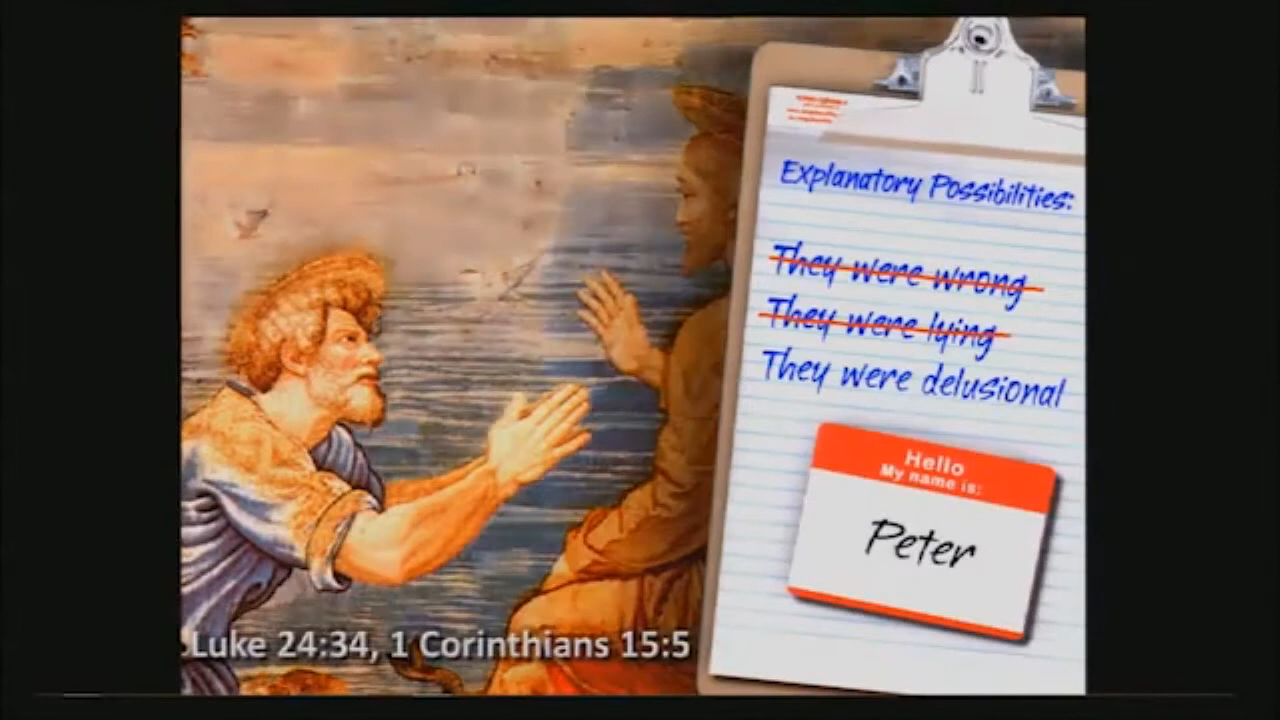 Explanatory Possibilities:
They were wrong
They were lying
They were delusional
Hello
My name is:
Peter
Luke 24:34, 1 Corinthians 15:5